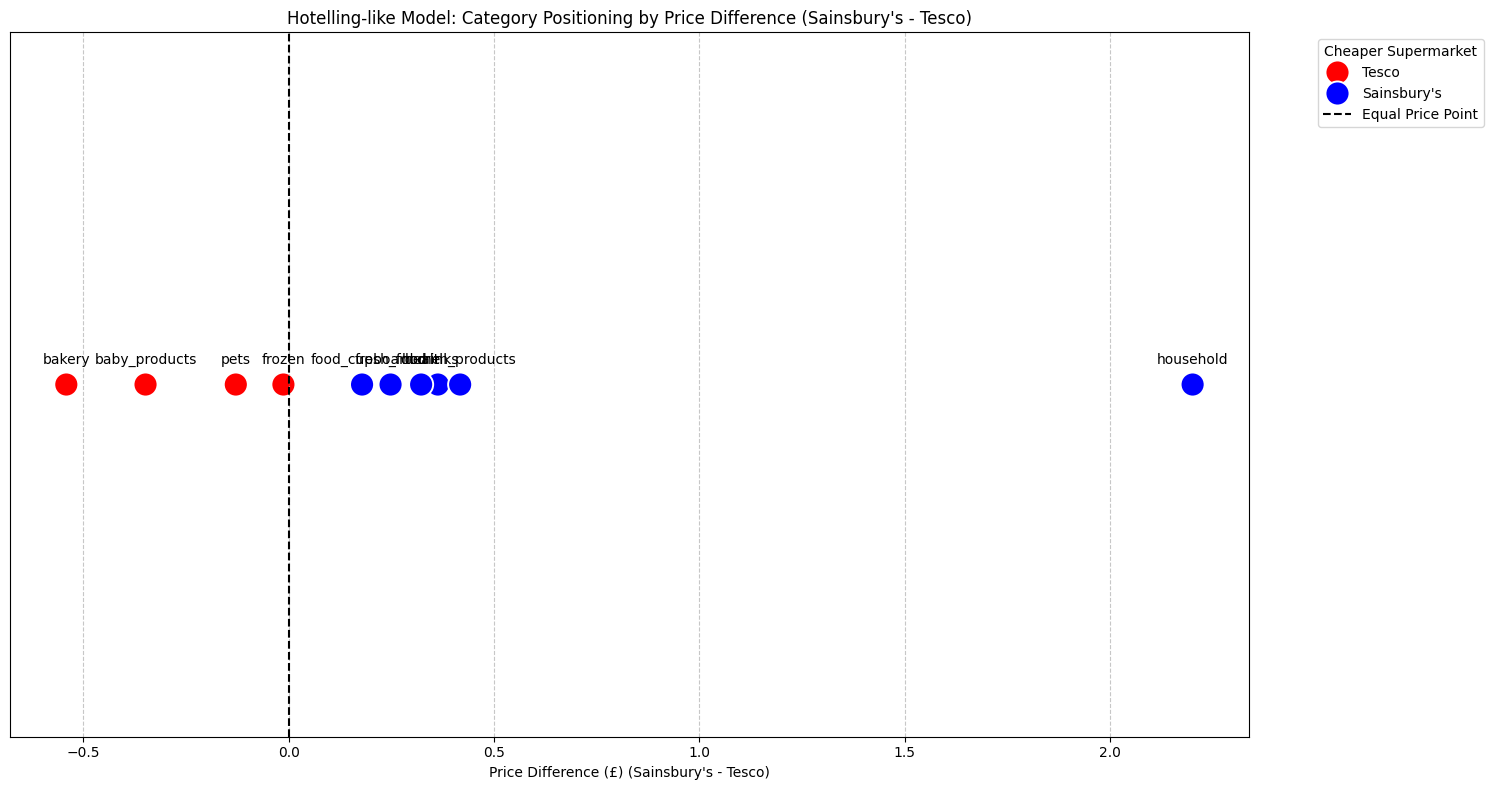 Hotelling-like Model: Category Positioning by Price Difference (Sainsbury's - Tesco)
Cheaper Supermarket
Tesco
Sainsbury's
Equal Price Point
bakery baby_products pets frozen household
−0.5 0.0 0.5 1.0 1.5 2.0
Price Difference (£) (Sainsbury's - Tesco)